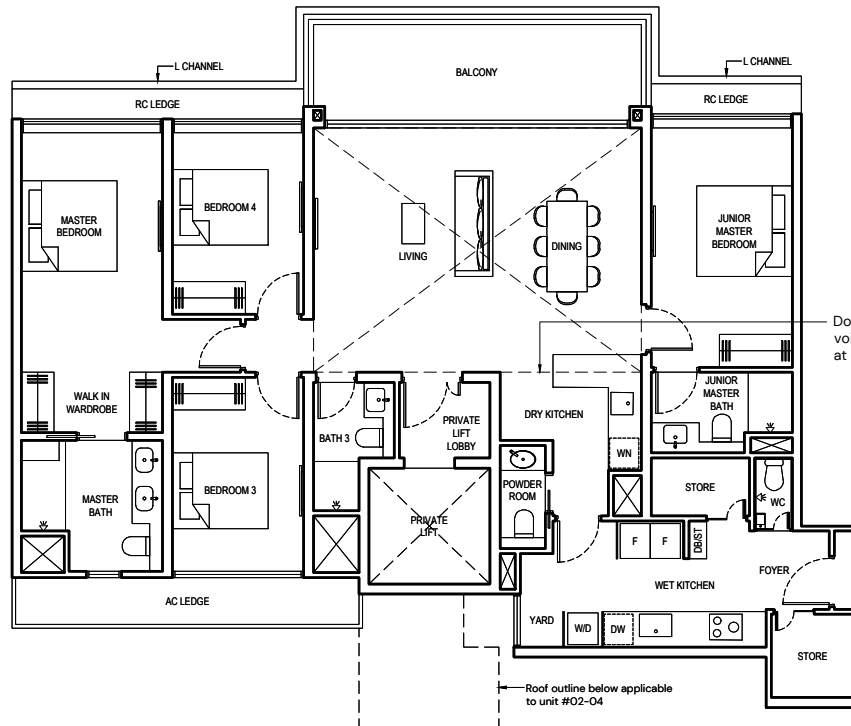 L CHANNEL
BALCONY
L CHANNEL
RC LEDGE
RC LEDGE
MASTER
BEDROOM
BEDROOM 4
LIVING
DINING
JUNIOR
MASTER
BEDROOM
Do
vo
at
WALK IN
WARDROBE
BATH 3
PRIVATE
LIFT
LOBBY
DRY KITCHEN
JUNIOR
MASTER
BATH
WN
MASTER
BATH
BEDROOM 3
PRIVATE
LIFT
POWDER
ROOM
STORE
WC
F
F
DB/ST
WET KITCHEN
FOYER
AC LEDGE
YARD
W/D
DW
STORE
Roof outline below applicable
to unit #02-04